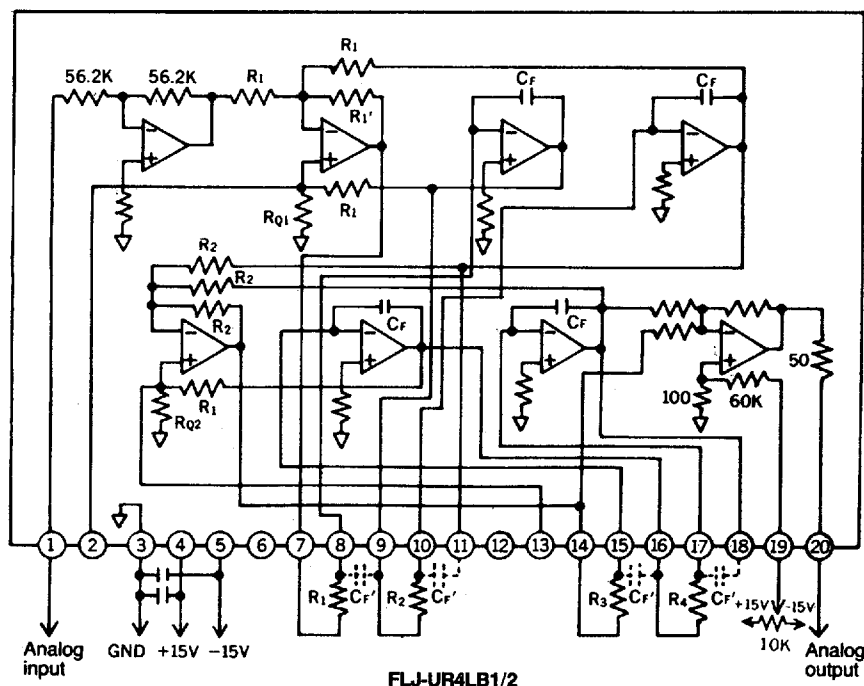 R1
56.2K 56.2K R1 CF CF
R1'
− − − −
+ + + +
R1
RQ1
R2
R2
R2 CF CF
− − − −
+ + + +
50
R1 100 60K
RQ2
1 2 3 4 5 6 7 8 9 10 11 12 13 14 15 16 17 18 19 20
R1 CF' R2 CF' R3 CF' R4 CF' +15V -15V
10K
Analog input
GND +15V −15V
Analog output
FLJ-UR4LB1/2